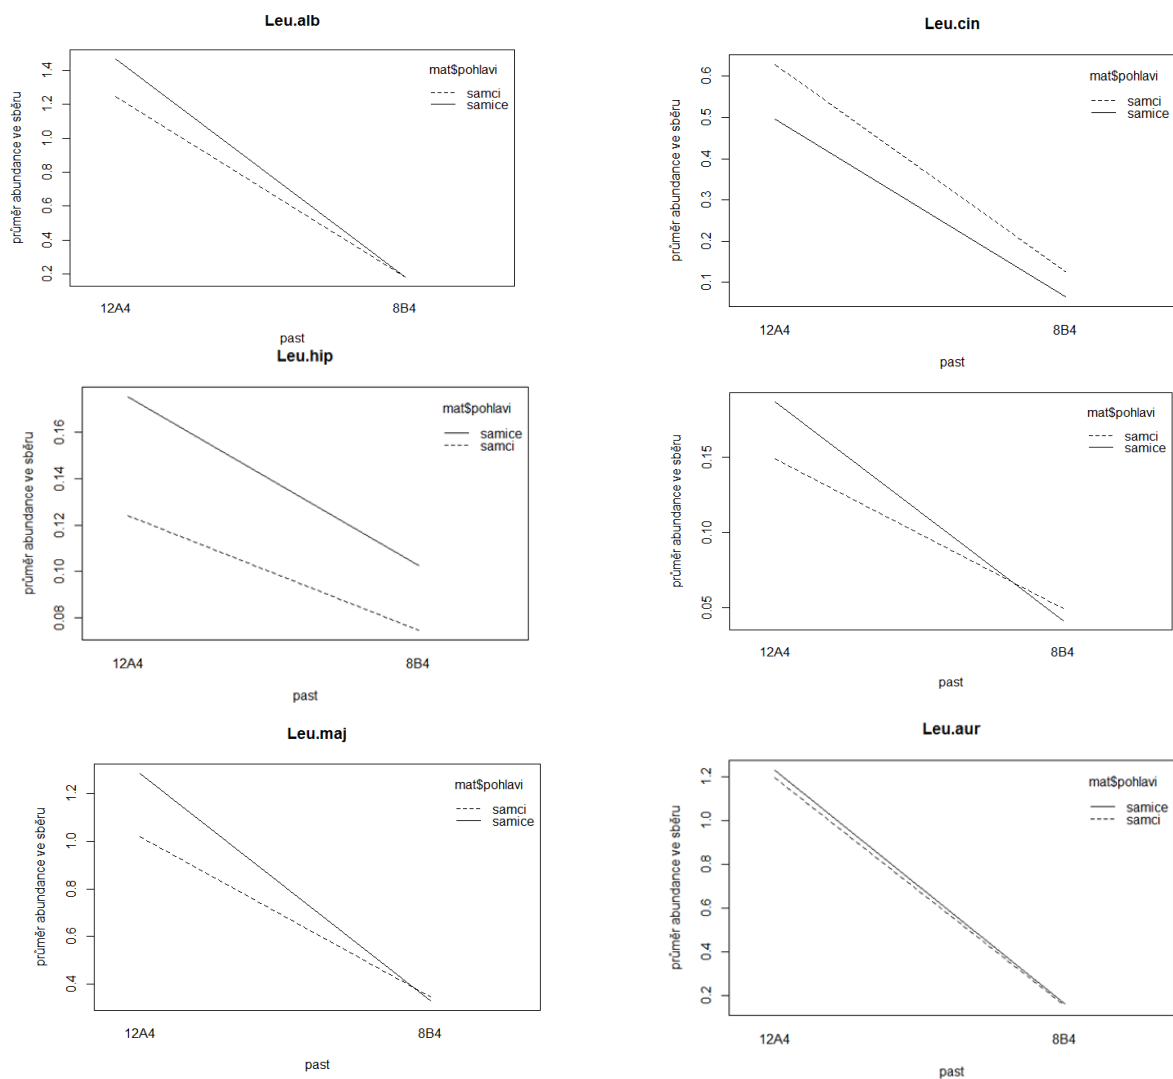 Leu.alb
průměr abundance ve sběru
1.4
1.2
1.0
0.8
0.6
0.4
0.2
mat$pohlavi
samci
samice
12A4
8B4
past
Leu.cin
průměr abundance ve sběru
0.6
0.5
0.4
0.3
0.2
0.1
mat$pohlavi
samci
samice
12A4
8B4
past
Leu.hip
průměr abundance ve sběru
0.16
0.14
0.12
0.10
0.08
mat$pohlavi
samice
samci
12A4
8B4
past
průměr abundance ve sběru
0.15
0.10
0.05
mat$pohlavi
samci
samice
12A4
8B4
past
Leu.maj
průměr abundance ve sběru
1.2
1.0
0.8
0.6
0.4
mat$pohlavi
samci
samice
12A4
8B4
past
Leu.aur
průměr abundance ve sběru
1.2
1.0
0.8
0.6
0.4
0.2
mat$pohlavi
samice
samci
12A4
8B4
past